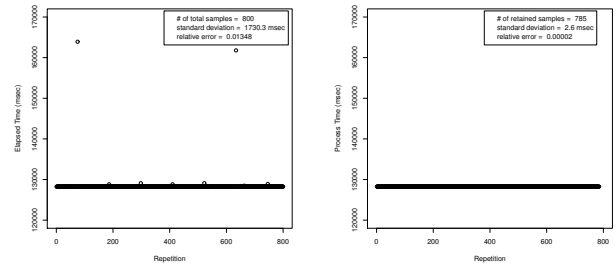 # of total samples = 800
standard deviation = 1730.3 msec
relative error = 0.01348
Elapsed Time (msec)
170000
160000
150000
140000
130000
120000
0 200 400 600 800
Repetition
# of retained samples = 785
standard deviation = 2.6 msec
relative error = 0.00002
Process Time (msec)
170000
160000
150000
140000
130000
120000
0 200 400 600 800
Repetition